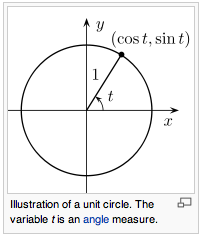 y
(cos t, sin t)
1
t
x
Illustration of a unit circle. The
variable t is an angle measure.